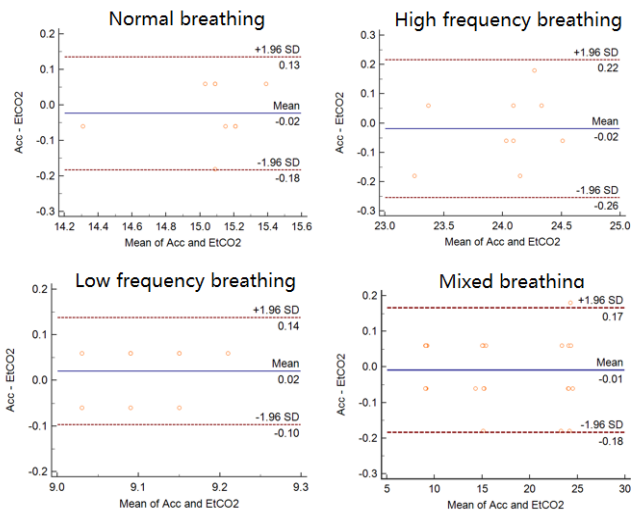 Normal breathing
0.2
0.1
0.0
-0.1
-0.2
-0.3
Acc - EtCO2
+1.96 SD
0.13
Mean
-0.02
-1.96 SD
-0.18
14.2 14.4 14.6 14.8 15.0 15.2 15.4 15.6
Mean of Acc and EtCO2
High frequency breathing
0.3
0.2
0.1
0.0
-0.1
-0.2
-0.3
Acc - EtCO2
+1.96 SD
0.22
Mean
-0.02
-1.96 SD
-0.26
23.0 23.5 24.0 24.5 25.0
Mean of Acc and EtCO2
Low frequency breathing
0.2
0.1
0.0
-0.1
-0.2
Acc - EtCO2
+1.96 SD
0.14
Mean
0.02
-1.96 SD
-0.10
9.0 9.1 9.2 9.3
Mean of Acc and EtCO2
Mixed breathing
0.2
0.1
0.0
-0.1
-0.2
-0.3
Acc - EtCO2
+1.96 SD
0.17
Mean
-0.01
-1.96 SD
-0.18
5 10 15 20 25 30
Mean of Acc and EtCO2